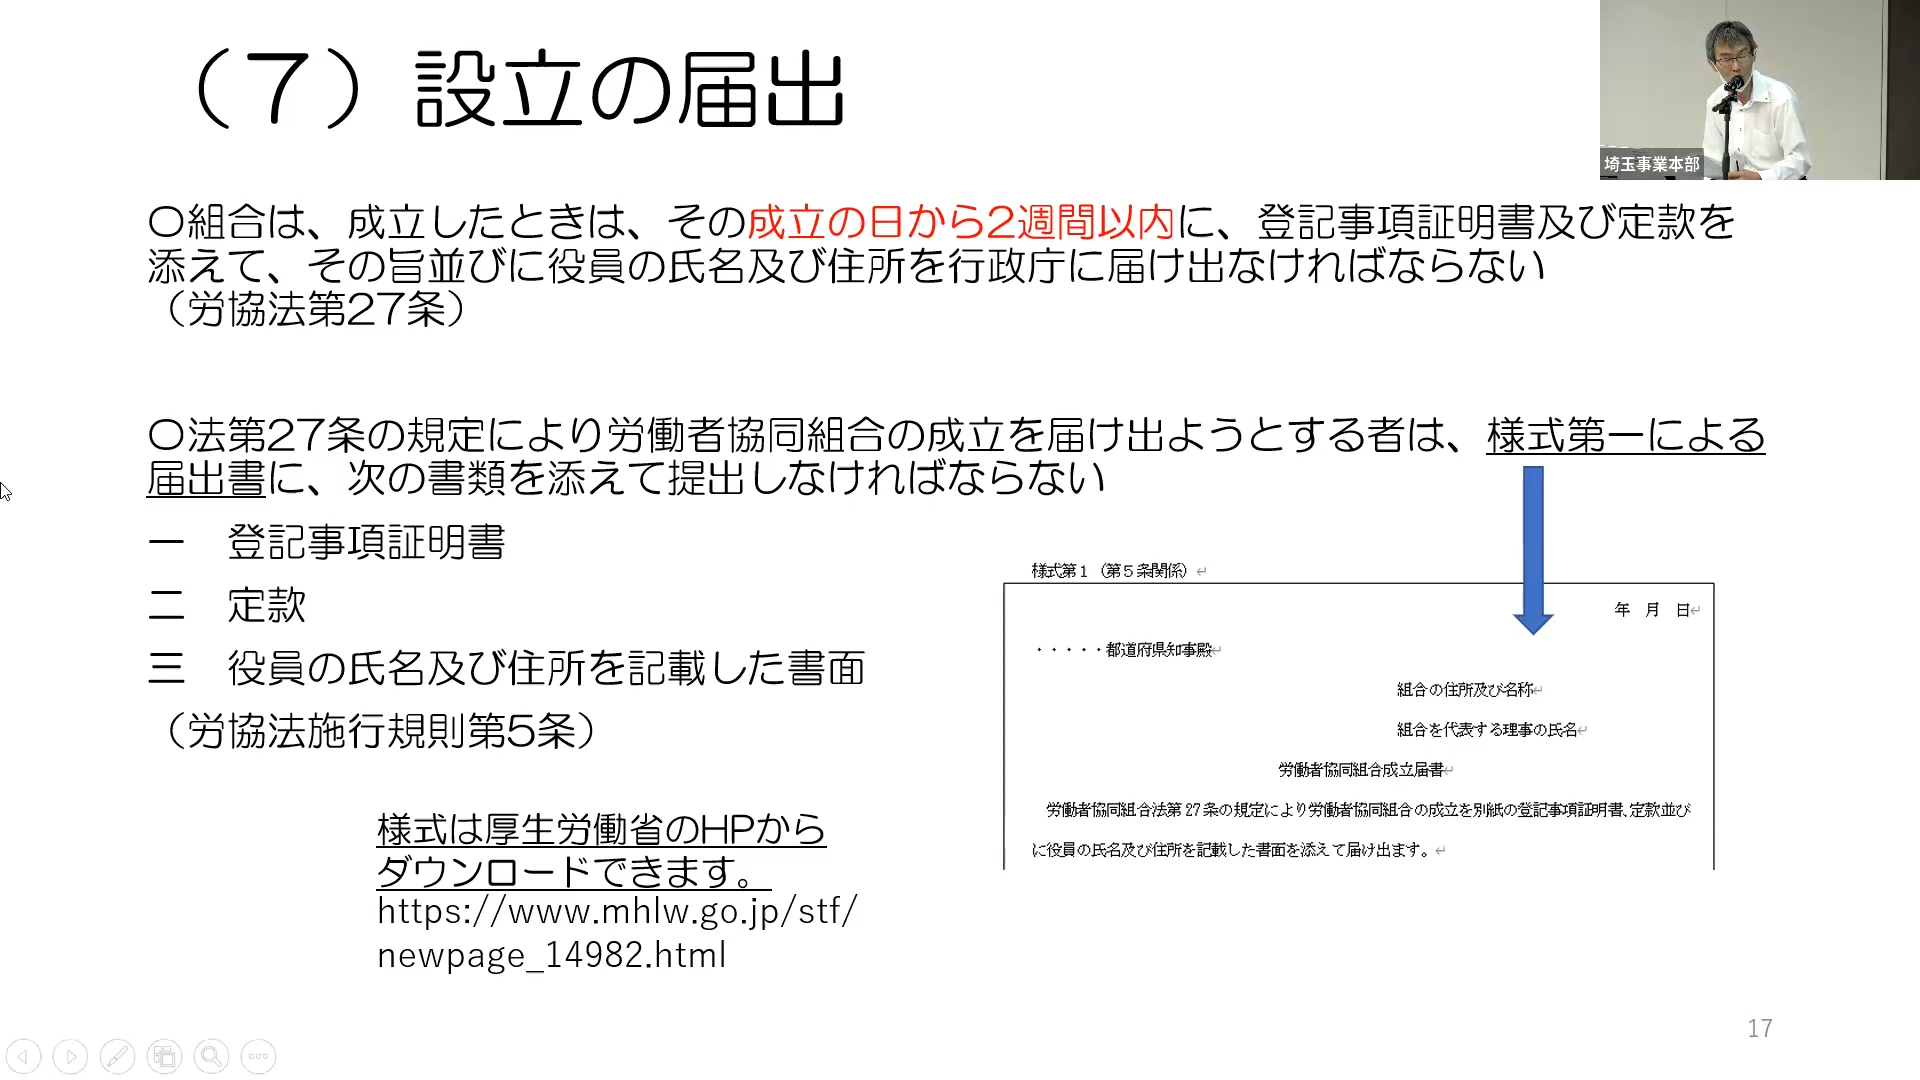 （７）設立の届出
埼玉事業本部
〇組合は、成立したときは、その成立の日から2週間以内に、登記事項証明書及び定款を
添えて、その旨並びに役員の氏名及び住所を行政庁に届け出なければならない
（労協法第27条）
〇法第27条の規定により労働者協同組合の成立を届け出ようとする者は、様式第一による
届出書に、次の書類を添えて提出しなければならない
一　登記事項証明書
二　定款
三　役員の氏名及び住所を記載した書面
（労協法施行規則第5条）
様式は厚生労働省のHPから
ダウンロードできます。
https://www.mhlw.go.jp/stf/
newpage_14982.html
様式第１（第５条関係）
年　月　日
・・・・・都道府県知事殿
組合の住所及び名称
組合を代表する理事の氏名
労働者協同組合成立届書
労働者協同組合法第27条の規定により労働者協同組合の成立を別紙の登記事項証明書、定款並び
に役員の氏名及び住所を記載した書面を添えて届け出ます。
17